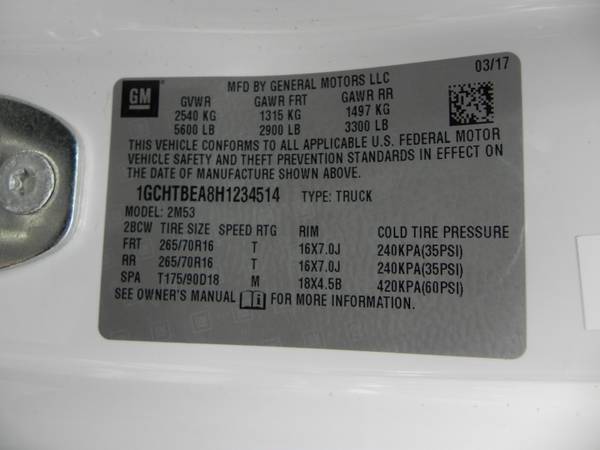 GM
MFD BY GENERAL MOTORS LLC 03/17
GVWR GAWR FRT GAWR RR
2540 KG 1315 KG 1497 KG
5600 LB 2900 LB 3300 LB
THIS VEHICLE CONFORMS TO ALL APPLICABLE U.S. FEDERAL MOTOR
VEHICLE SAFETY AND THEFT PREVENTION STANDARDS IN EFFECT ON
THE DATE OF MANUFACTURE SHOWN ABOVE.
1GCHTBEA8H1234514 TYPE: TRUCK
MODEL: 2M53
2BCW TIRE SIZE SPEED RTG RIM COLD TIRE PRESSURE
FRT 265/70R16 T 16X7.0J 240KPA(35PSI)
RR 265/70R16 T 16X7.0J 240KPA(35PSI)
SPA T175/90D18 M 18X4.5B 420KPA(60PSI)
SEE OWNER'S MANUAL FOR MORE INFORMATION.